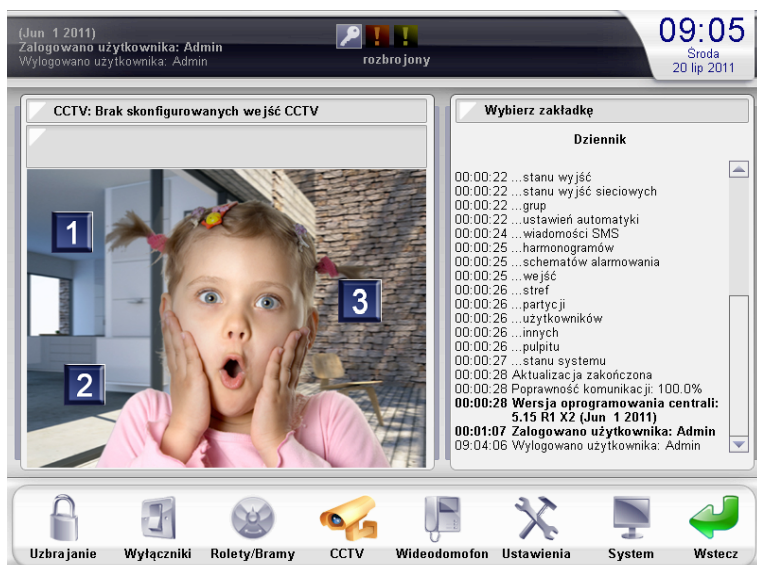 (Jun 1 2011)
Zalogowano użytkownika: Admin
Wylogowano użytkownika: Admin
rozbrojony
09:05
Środa
20 lip 2011
CCTV: Brak skonfigurowanych wejść CCTV
1
2
3
Wybierz zakładkę
Dziennik
00:00:22 ...stanu wyjść
00:00:22 ...stanu wyjść sieciowych
00:00:22 ...grup
00:00:22 ...ustawień automatyki
00:00:24 ...wiadomości SMS
00:00:25 ...harmonogramów
00:00:25 ...schematów alarmowania
00:00:25 ...wejść
00:00:26 ...stref
00:00:26 ...partycji
00:00:26 ...użytkowników
00:00:26 ...innych
00:00:26 ...pulpitu
00:00:27 ...stanu systemu
00:00:28 Aktualizacja zakończona
00:00:28 Poprawność komunikacji: 100.0%
00:00:28 Wersja oprogramowania centrali:
5.15 R1 X2 (Jun 1 2011)
00:01:07 Zalogowano użytkownika: Admin
09:04:06 Wylogowano użytkownika: Admin
Uzbrajanie
Wyłączniki
Rolety/Bramy
CCTV
Wideodomofon
Ustawienia
System
Wstecz